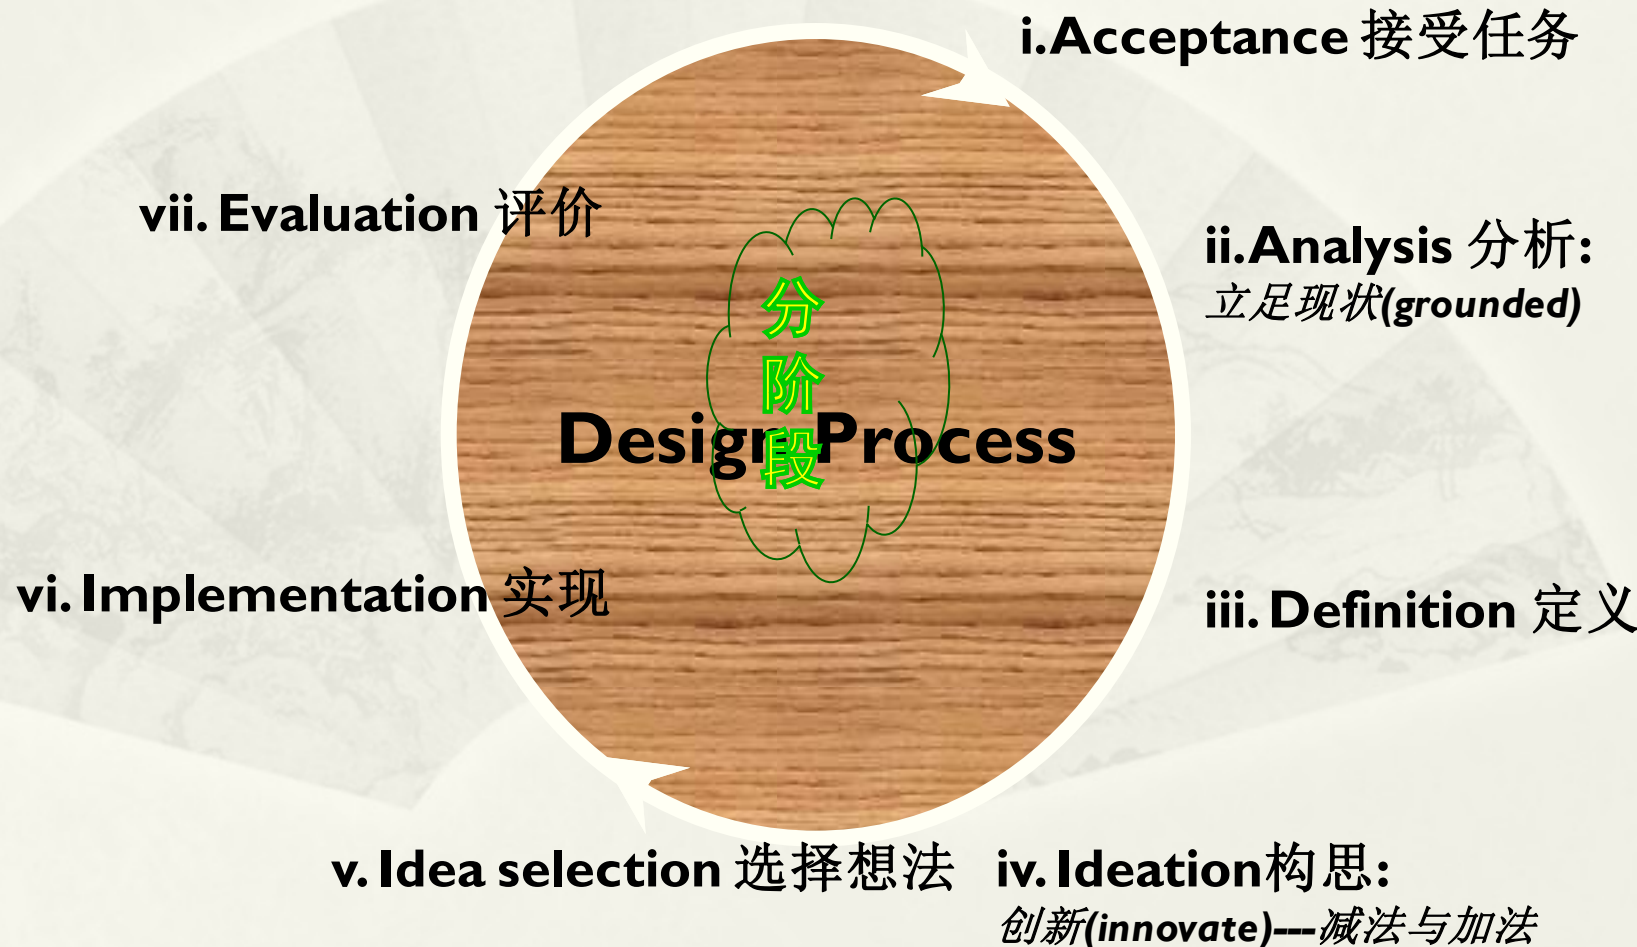 i. Acceptance 接受任务
ii. Analysis 分析:
立足现状(grounded)
iii. Definition 定义
iv. Ideation构思:
创新(innovate)---减法与加法
v. Idea selection 选择想法
vi. Implementation 实现
vii. Evaluation 评价
Design Process
分
阶
段